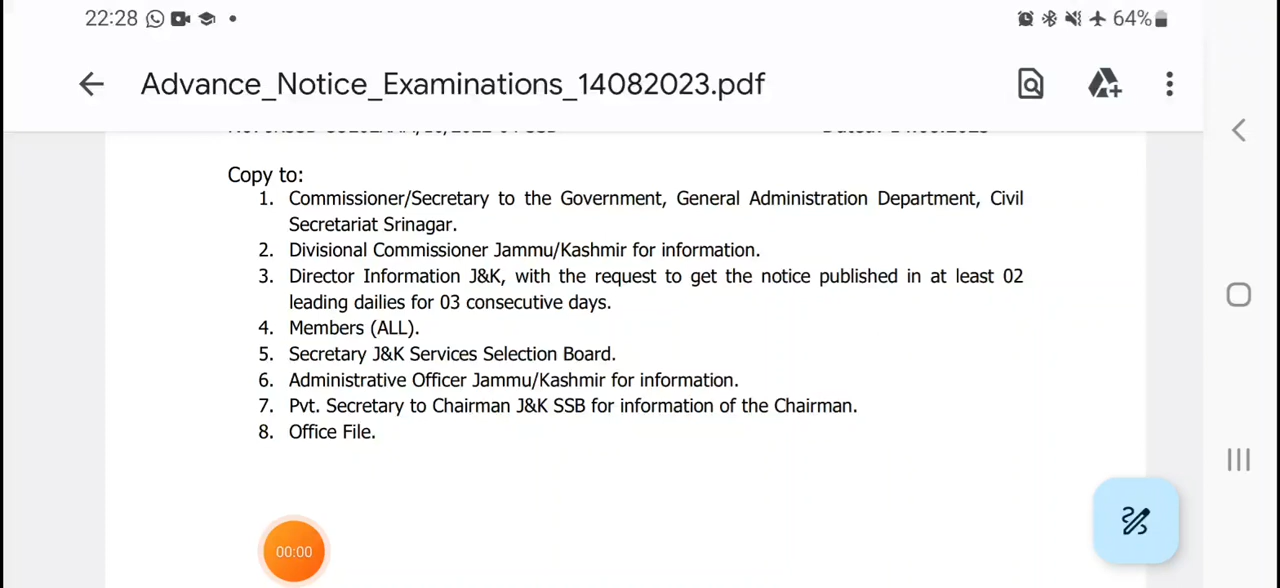 22:28 64%
Advance_Notice_Examinations_14082023.pdf
Copy to:
1. Commissioner/Secretary to the Government, General Administration Department, Civil
Secretariat Srinagar.
2. Divisional Commissioner Jammu/Kashmir for information.
3. Director Information J&K, with the request to get the notice published in at least 02
leading dailies for 03 consecutive days.
4. Members (ALL).
5. Secretary J&K Services Selection Board.
6. Administrative Officer Jammu/Kashmir for information.
7. Pvt. Secretary to Chairman J&K SSB for information of the Chairman.
8. Office File.
00:00